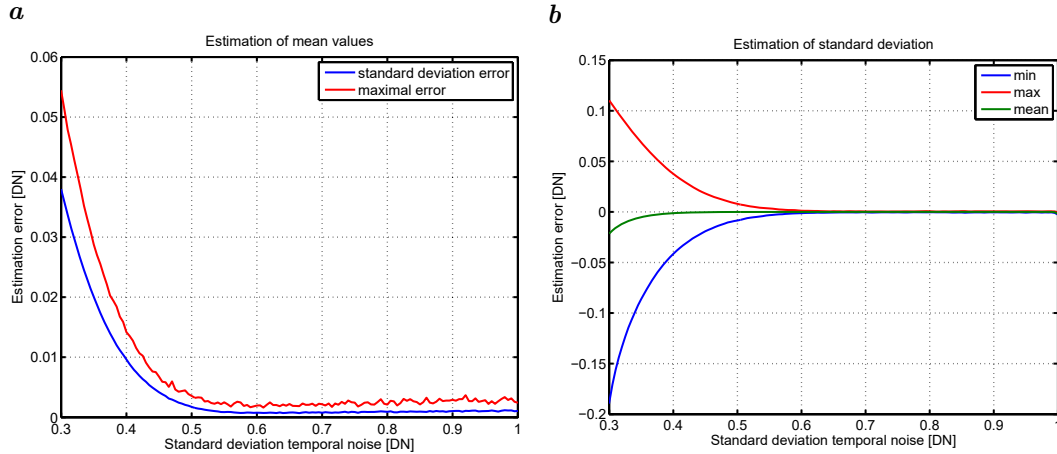 a
Estimation of mean values
0.06
0.05
0.04
0.03
0.02
0.01
0
Estimation error [DN]
standard deviation error
maximal error
0.3 0.4 0.5 0.6 0.7 0.8 0.9 1
Standard deviation temporal noise [DN]
b
Estimation of standard deviation
0.15
0.1
0.05
0
−0.05
−0.1
−0.15
−0.2
Estimation error [DN]
min
max
mean
0.3 0.4 0.5 0.6 0.7 0.8 0.9 1
Standard deviation temporal noise [DN]